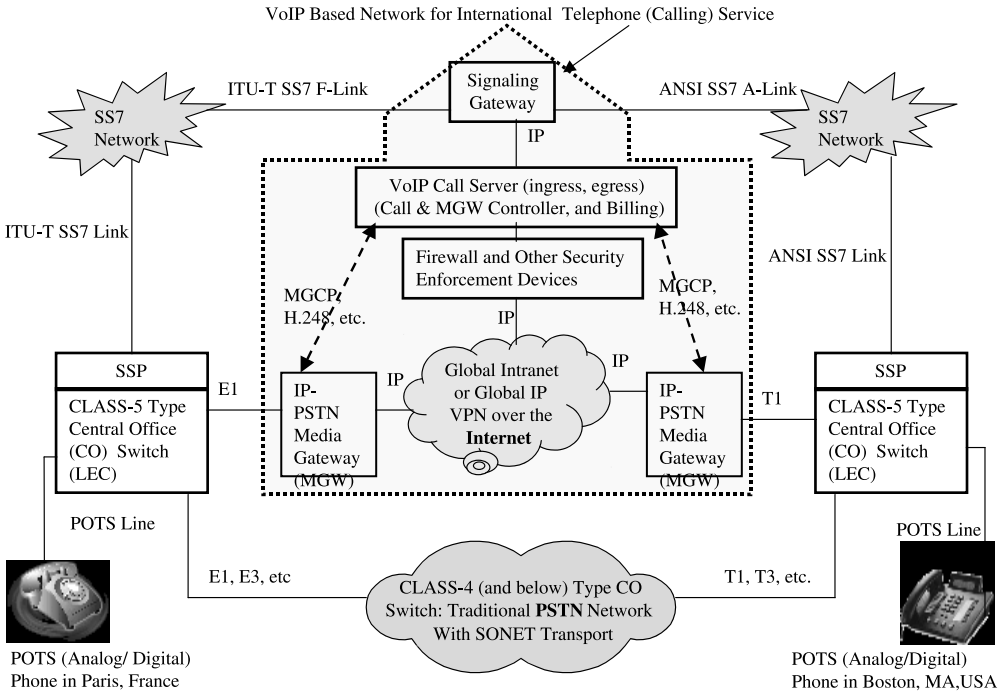 VoIP Based Network for International Telephone (Calling) Service
ITU-T SS7 F-Link
Signaling
Gateway
ANSI SS7 A-Link
SS7
Network
SS7
Network
IP
VoIP Call Server (ingress, egress)
(Call & MGW Controller, and Billing)
ITU-T SS7 Link
ANSI SS7 Link
Firewall and Other Security
Enforcement Devices
MGCP,
H.248, etc.
MGCP,
H.248, etc.
IP
SSP
CLASS-5 Type
Central Office
(CO) Switch
(LEC)
E1
IP-
PSTN
Media
Gateway
(MGW)
IP
Global Intranet
or Global IP
VPN over the
Internet
IP
IP-
PSTN
Media
Gateway
(MGW)
T1
SSP
CLASS-5 Type
Central Office
(CO) Switch
(LEC)
POTS Line
POTS Line
E1, E3, etc
CLASS-4 (and below) Type CO
Switch: Traditional PSTN Network
With SONET Transport
T1, T3, etc.
POTS (Analog/ Digital)
Phone in Paris, France
POTS (Analog/Digital)
Phone in Boston, MA,USA